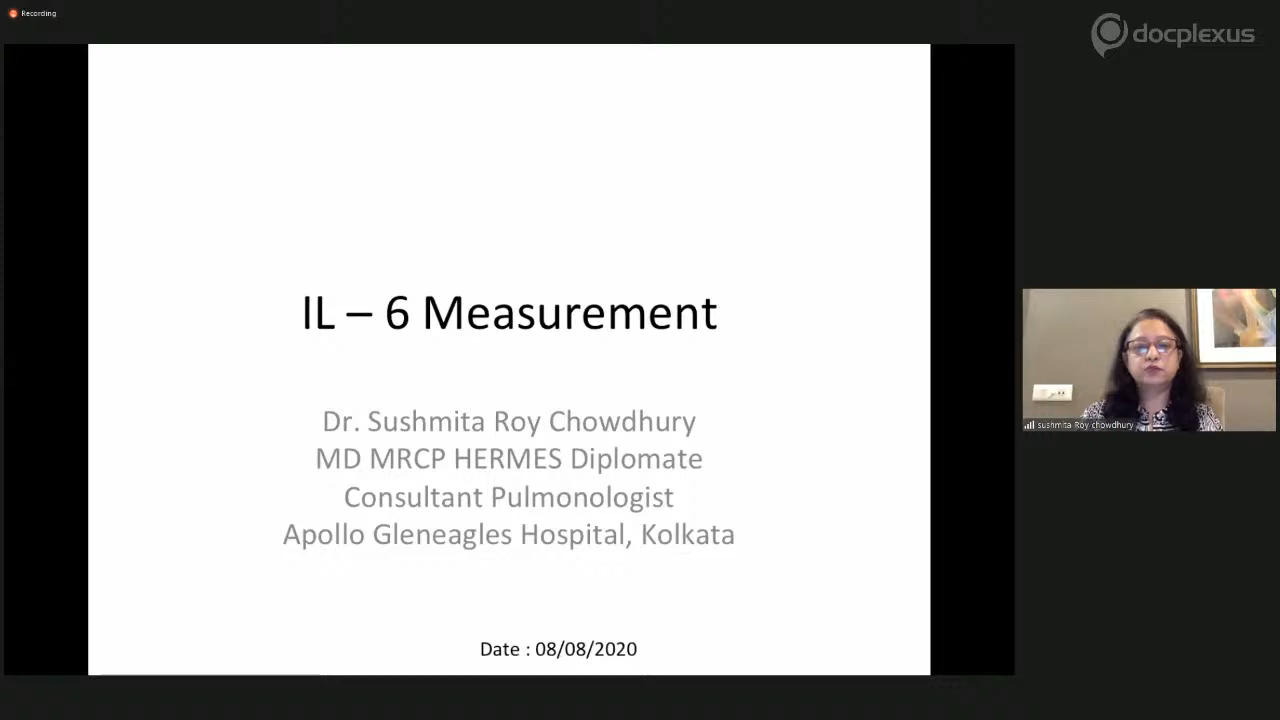 Recording
docplexus
IL – 6 Measurement
Dr. Sushmita Roy Chowdhury
MD MRCP HERMES Diplomate
Consultant Pulmonologist
Apollo Gleneagles Hospital, Kolkata
Date : 08/08/2020
sushmita Roy chowdhury